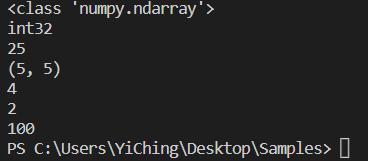 <class 'numpy.ndarray'>
int32
25
(5, 5)
4
2
100
PS C:\Users\YiChing\Desktop\Samples>